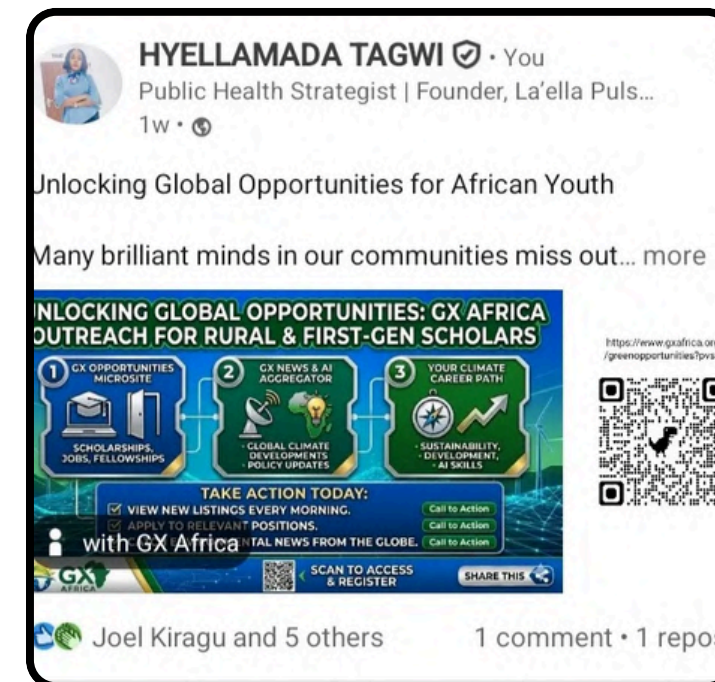 HYELLAMADA TAGWI · You
Public Health Strategist | Founder, La'ella Puls...
1w •
Unlocking Global Opportunities for African Youth
Many brilliant minds in our communities miss out... more
NLOCKING GLOBAL OPPORTUNITIES: GX AFRICA
OUTREACH FOR RURAL & FIRST-GEN SCHOLARS
1 GX OPPORTUNITIES
MICROSITE
SCHOLARSHIPS,
JOBS, FELLOWSHIPS
2 GX NEWS & AI
AGGREGATOR
• GLOBAL CLIMATE
DEVELOPMENTS
• POLICY UPDATES
3 YOUR CLIMATE
CAREER PATH
• SUSTAINABILITY,
• DEVELOPMENT,
• AI SKILLS
https://www.gxafrica.or
/greenopportunities?pvs
TAKE ACTION TODAY:
VIEW NEW LISTINGS EVERY MORNING. Call to Action
APPLY TO RELEVANT POSITIONS. Call to Action
NTAL NEWS FROM THE GLOBE. Call to Action
with GX Africa
GX
AFRICA
SCAN TO ACCESS
& REGISTER
SHARE THIS
Joel Kiragu and 5 others
1 comment • 1 repo